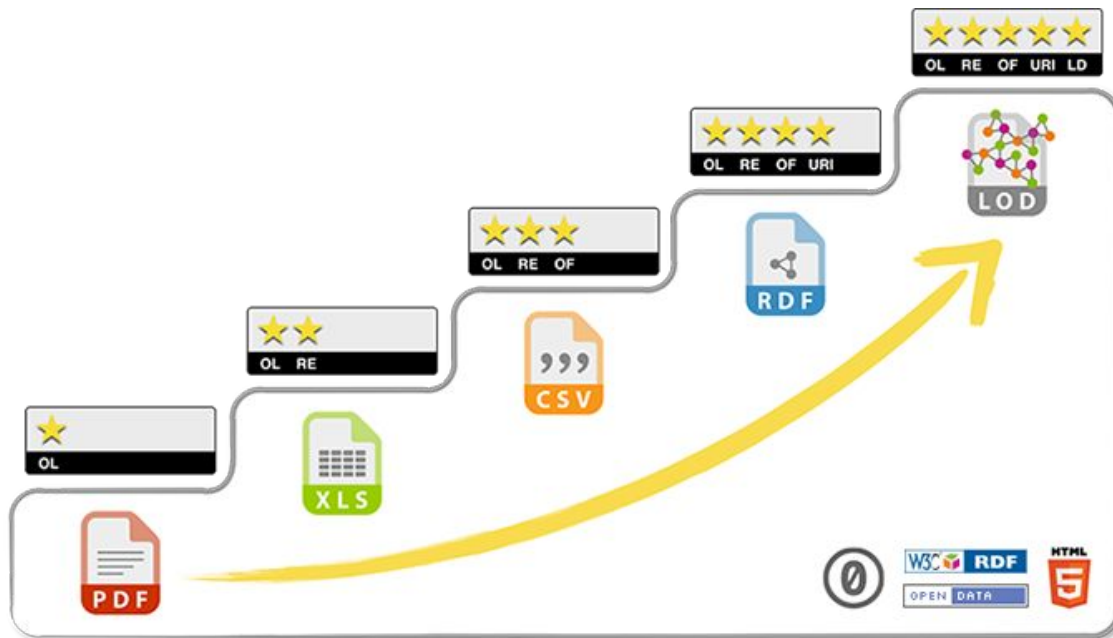 OL RE OF URI LD
LOD
OL RE OF URI
RDF
OL RE OF
CSV
OL RE
XLS
OL
PDF
0
W3C RDF
OPEN DATA
HTML
5